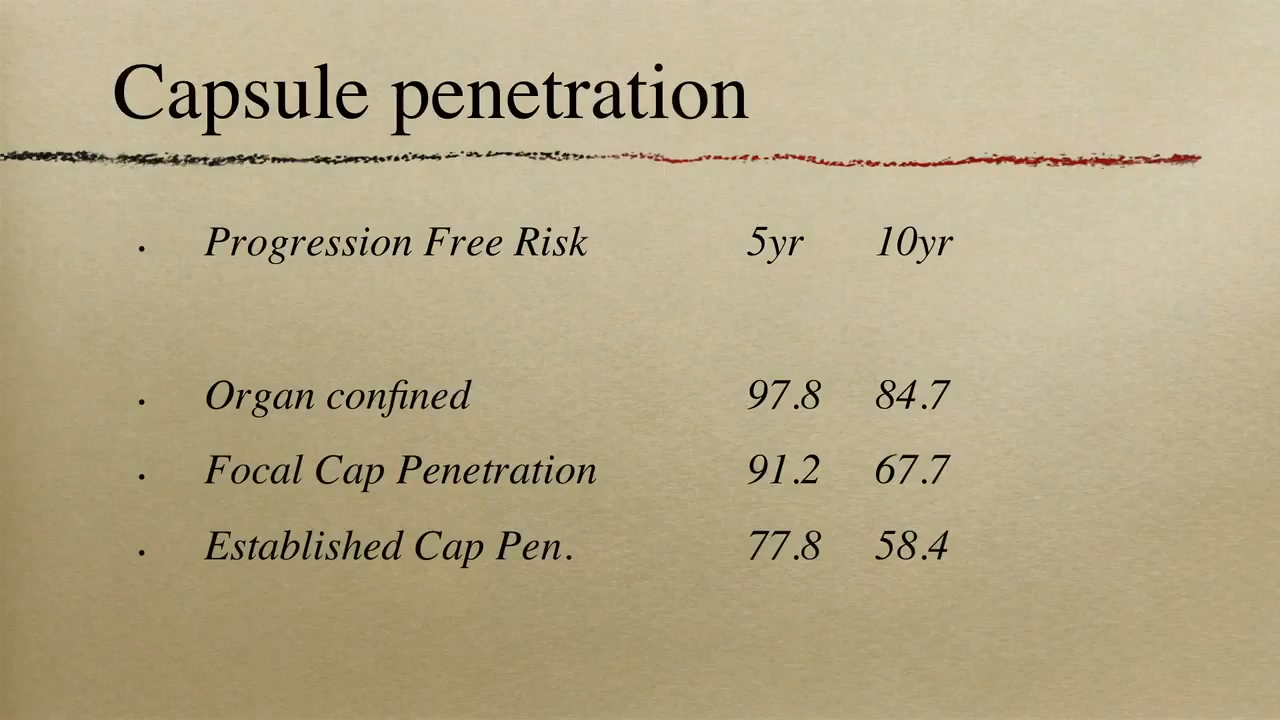 Capsule penetration
• Progression Free Risk 5yr 10yr
• Organ confined 97.8 84.7
• Focal Cap Penetration 91.2 67.7
• Established Cap Pen. 77.8 58.4